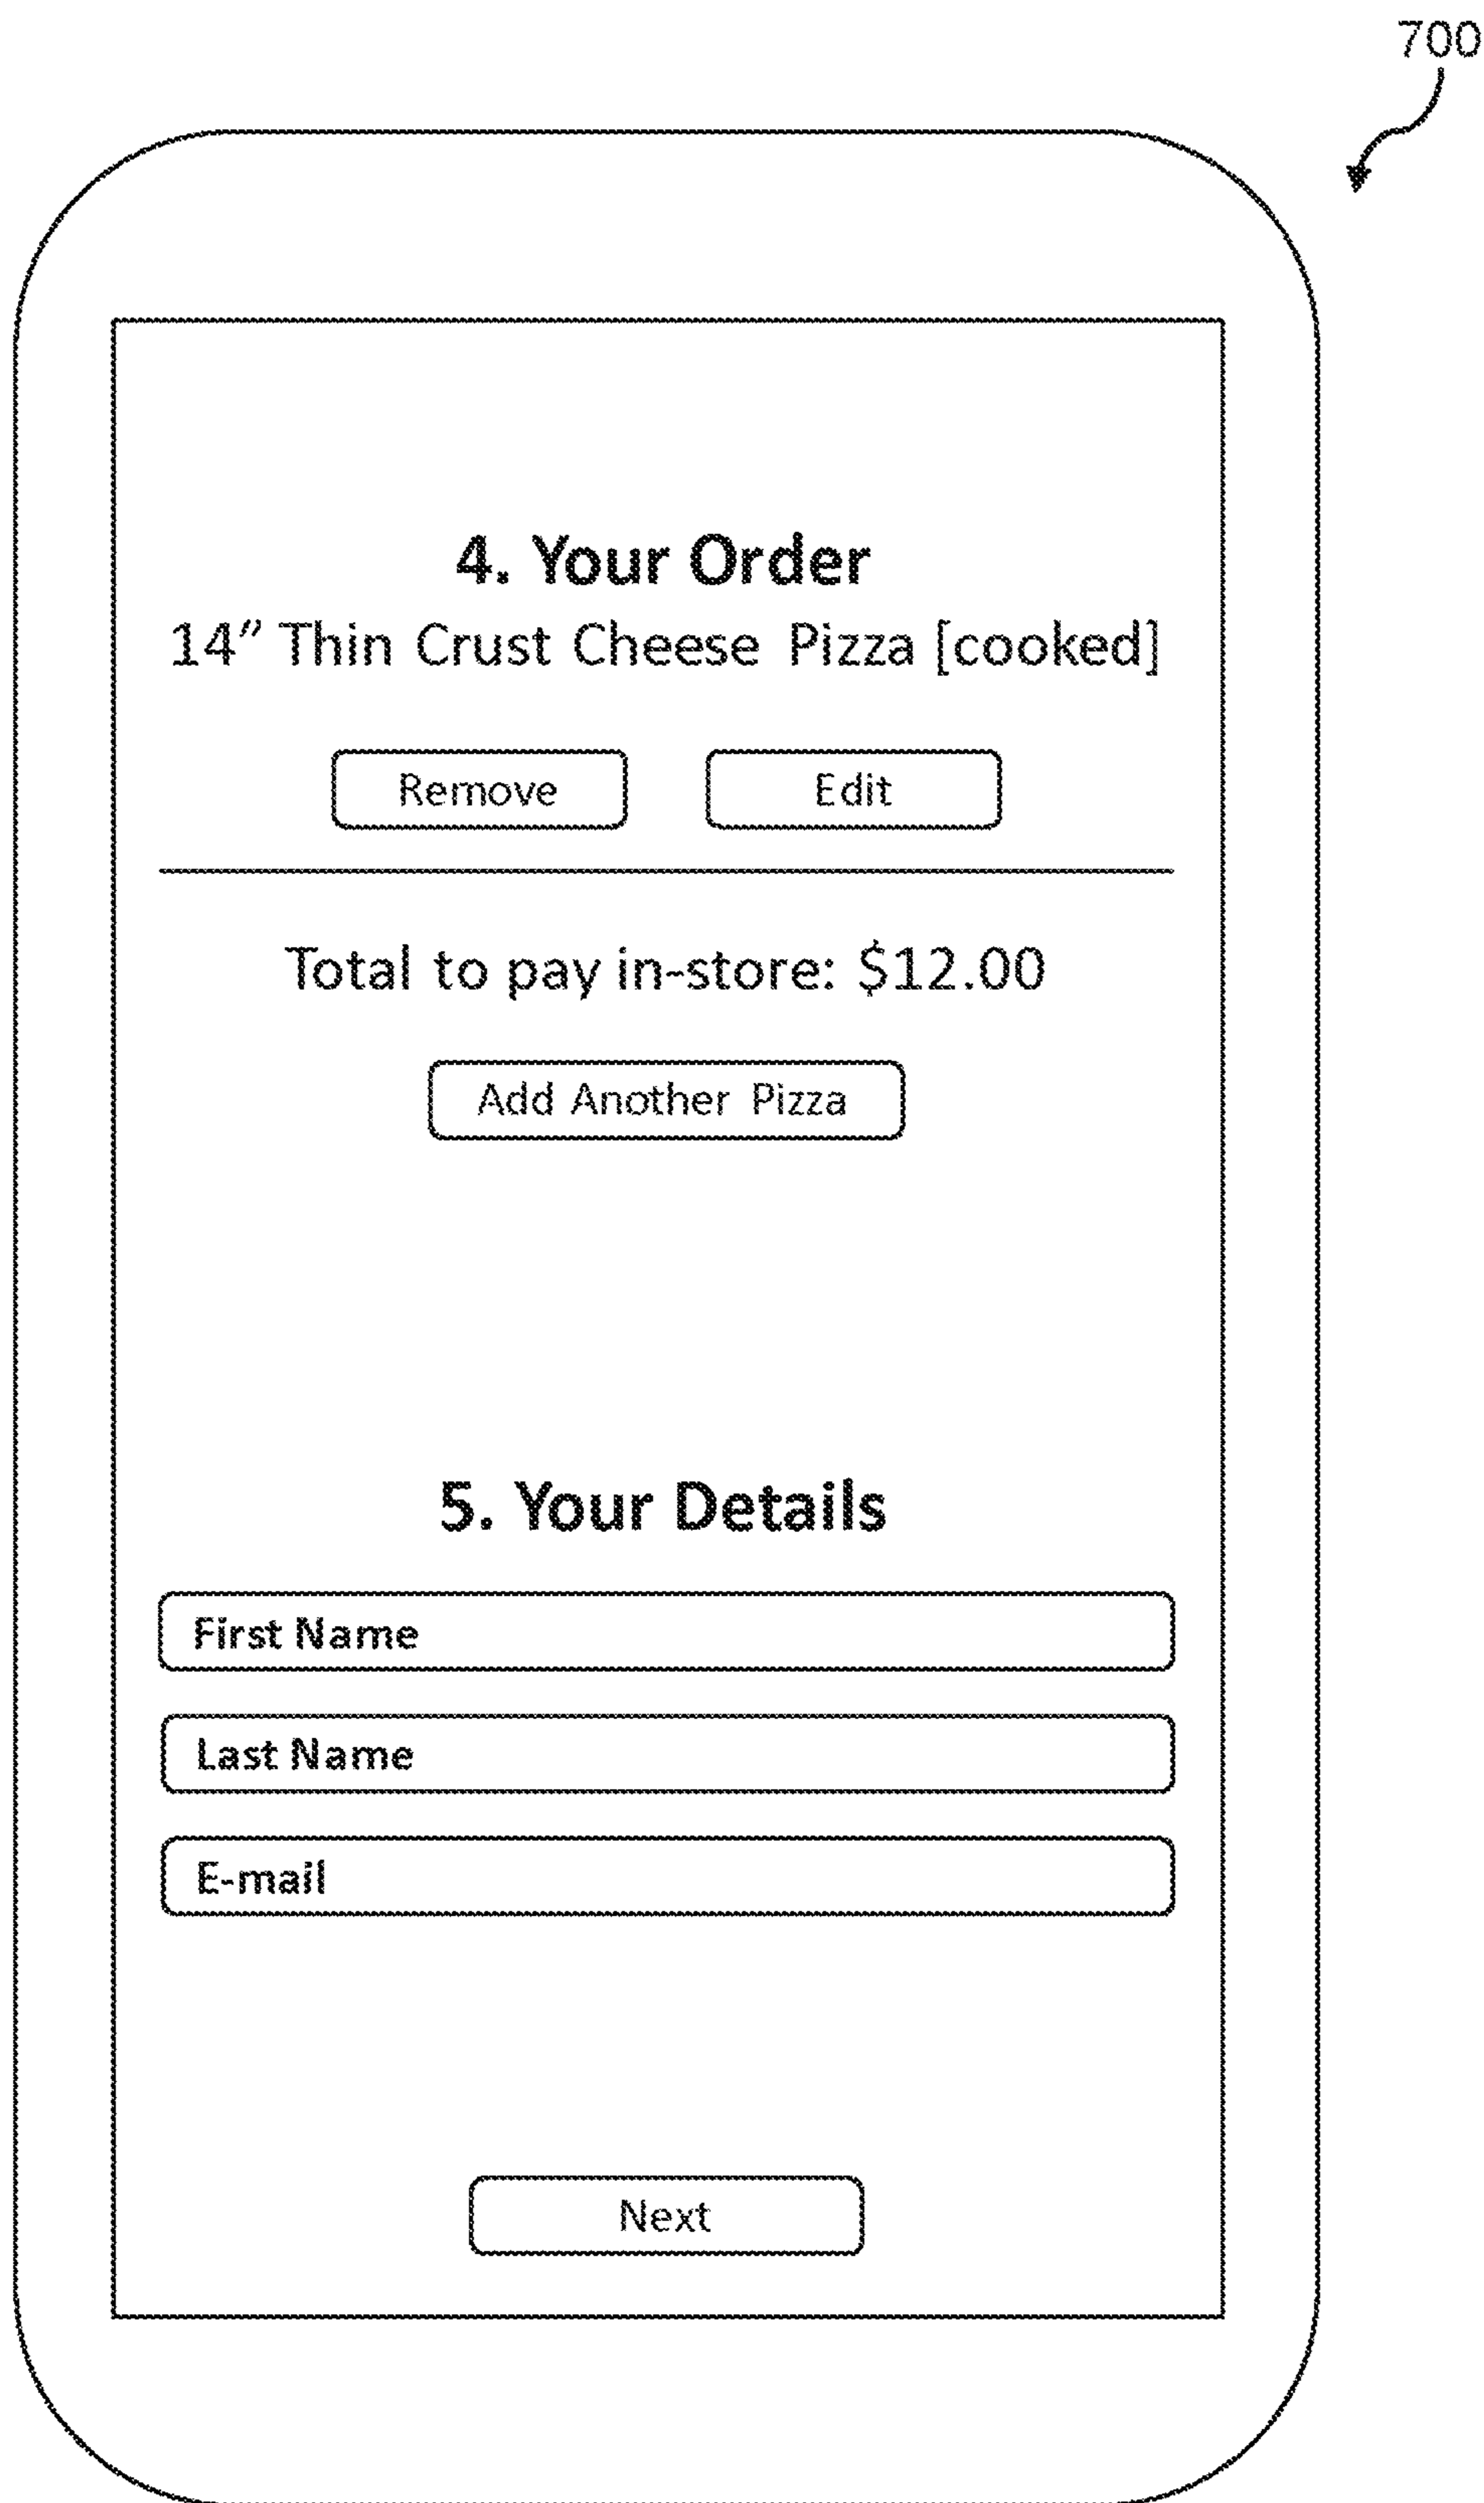 700
4. Your Order
14″ Thin Crust Cheese Pizza [cooked]
Remove Edit
Total to pay in-store: $12.00
Add Another Pizza
5. Your Details
First Name
Last Name
E-mail
Next